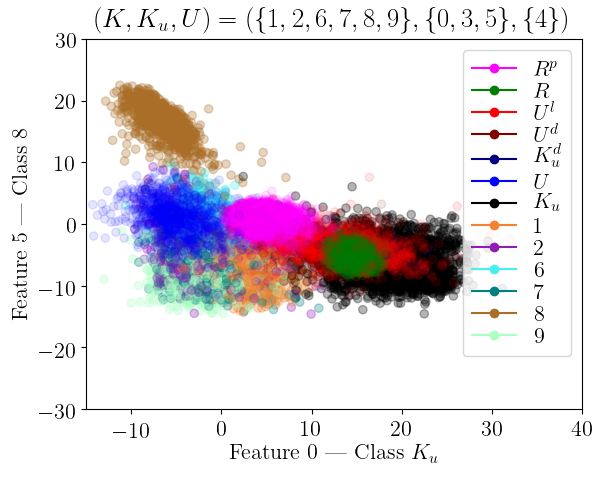 (K, K_u, U) = ({1, 2, 6, 7, 8, 9}, {0, 3, 5}, {4})
30
20
10
0
−10
−20
−30
Feature 5 — Class 8
R^p
R
U^l
U^d
K_u^d
U
K_u
1
2
6
7
8
9
−10
0
10
20
30
40
Feature 0 — Class K_u